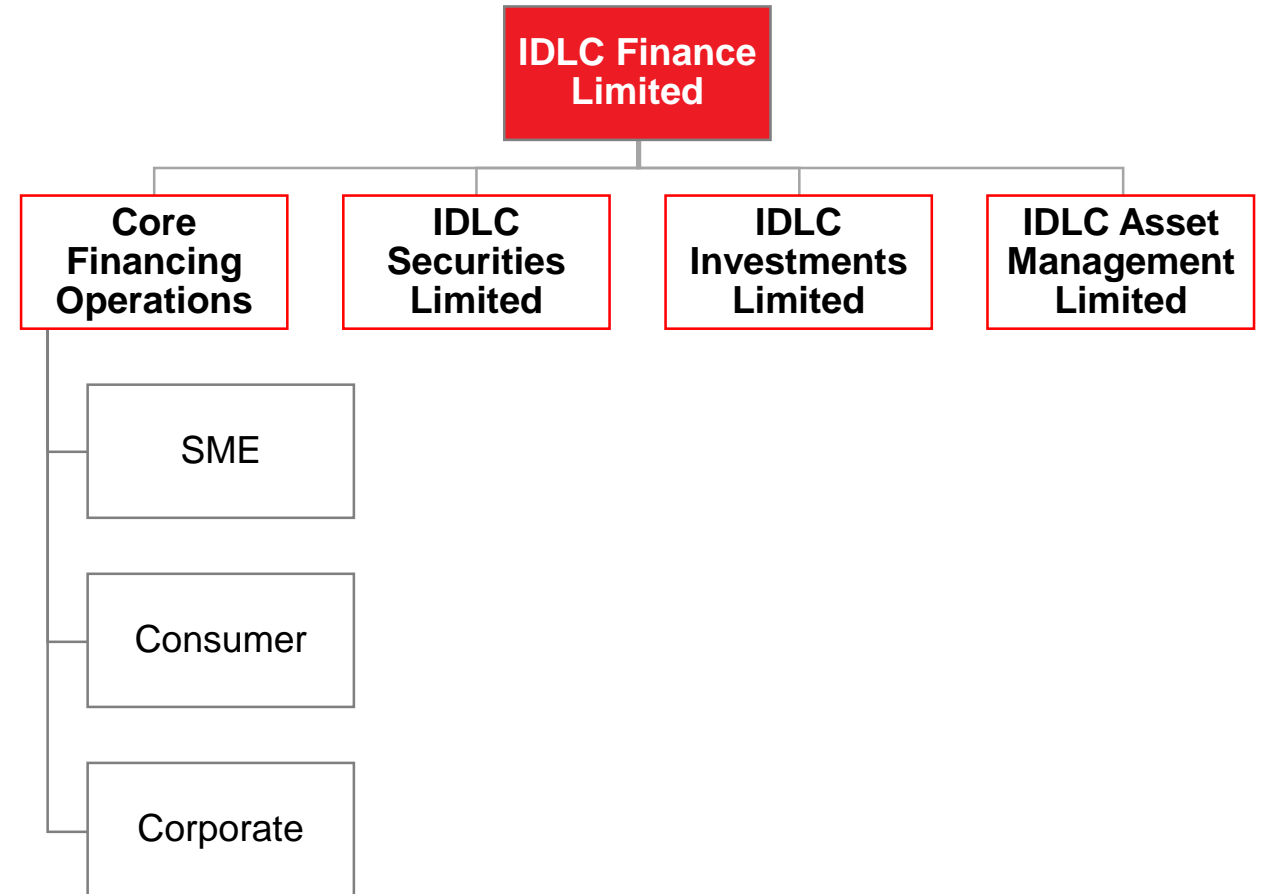 IDLC Finance
Limited
Core
Financing
Operations
IDLC
Securities
Limited
IDLC
Investments
Limited
IDLC Asset
Management
Limited
SME
Consumer
Corporate